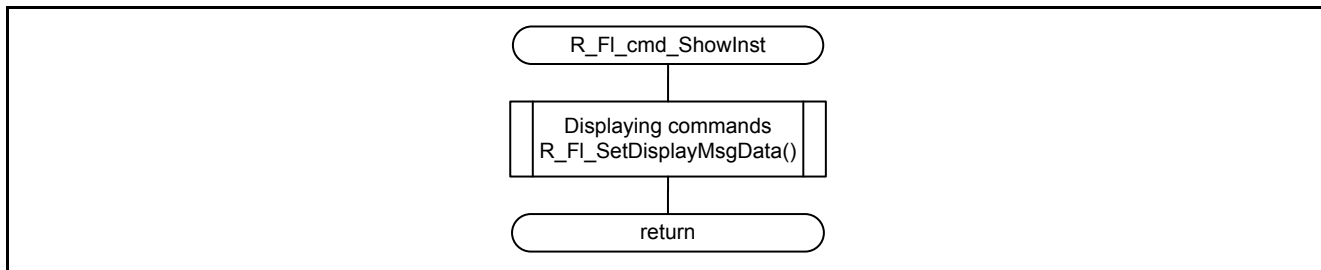 R_Fl_cmd_ShowInst
Displaying commands
R_Fl_SetDisplayMsgData()
return